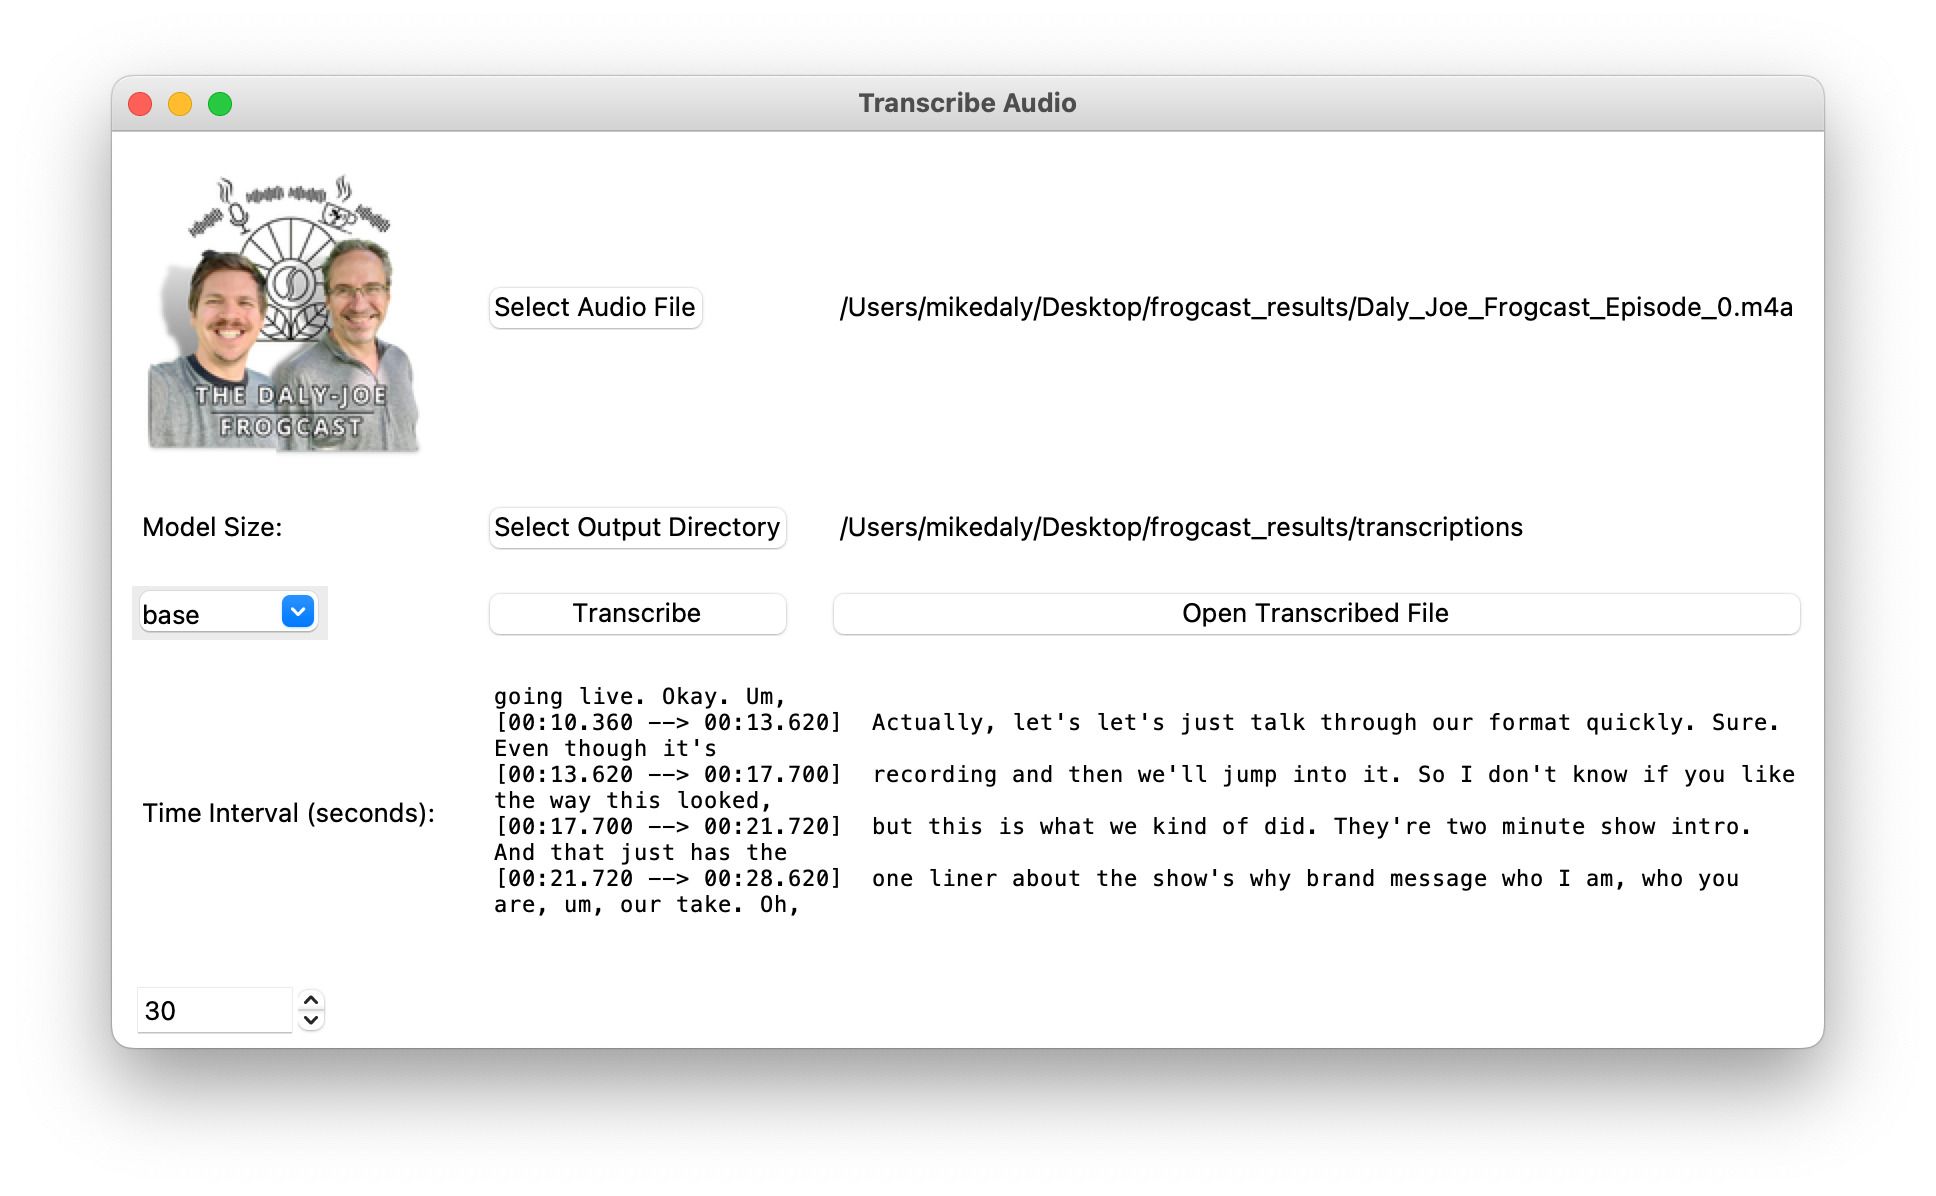 Transcribe Audio
THE DALY-JOE
FROGCAST
Select Audio File
/Users/mikedaly/Desktop/frogcast_results/Daly_Joe_Frogcast_Episode_0.m4a
Model Size:
Select Output Directory
/Users/mikedaly/Desktop/frogcast_results/transcriptions
base
Transcribe
Open Transcribed File
going live. Okay. Um,
[00:10.360 --> 00:13.620]  Actually, let's let's just talk through our format quickly. Sure.
Even though it's
[00:13.620 --> 00:17.700]  recording and then we'll jump into it. So I don't know if you like
the way this looked,
[00:17.700 --> 00:21.720]  but this is what we kind of did. They're two minute show intro.
And that just has the
[00:21.720 --> 00:28.620]  one liner about the show's why brand message who I am, who you
are, um, our take. Oh,
Time Interval (seconds):
30